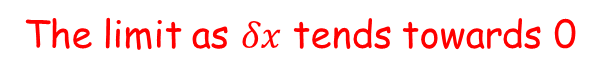 The limit as 𝛿𝑥 tends towards 0